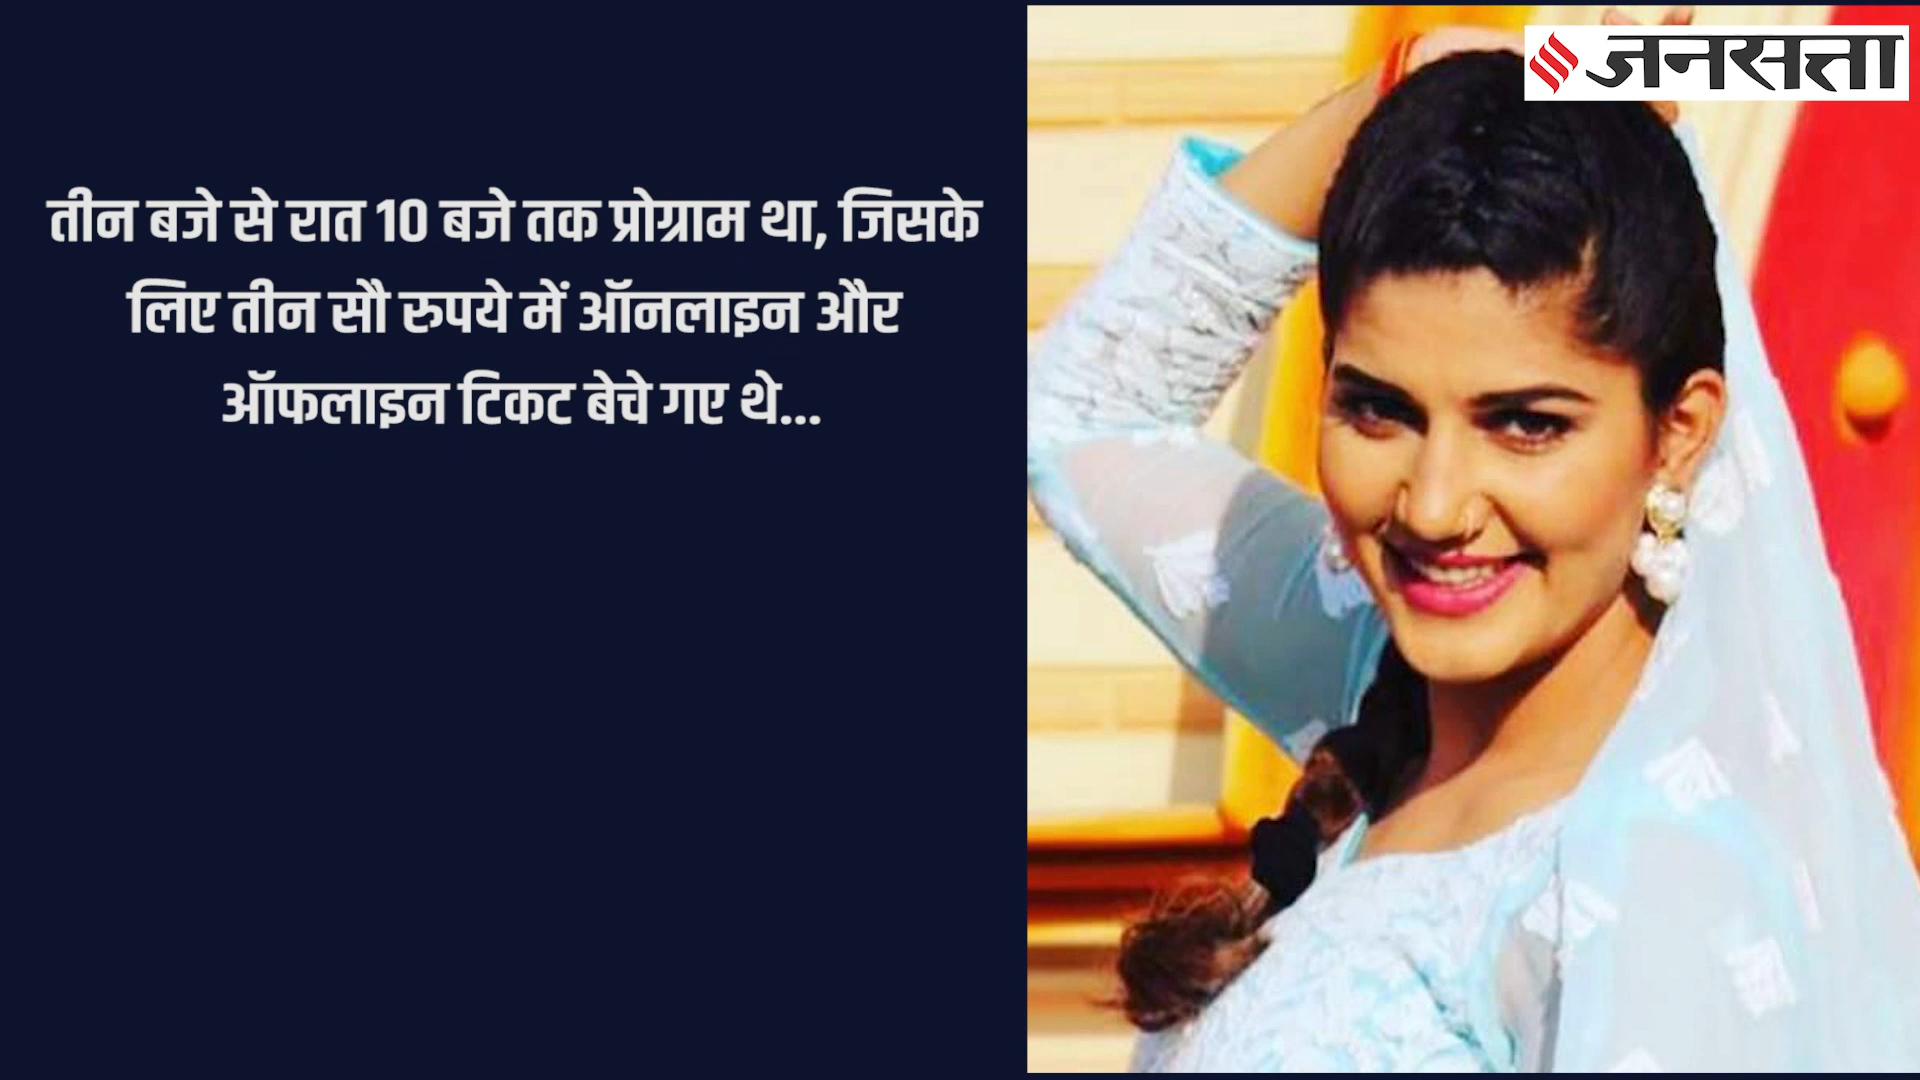 जनसत्ता
तीन बजे से रात 10 बजे तक प्रोग्राम था, जिसके
लिए तीन सौ रुपये में ऑनलाइन और
ऑफलाइन टिकट बेचे गए थे...